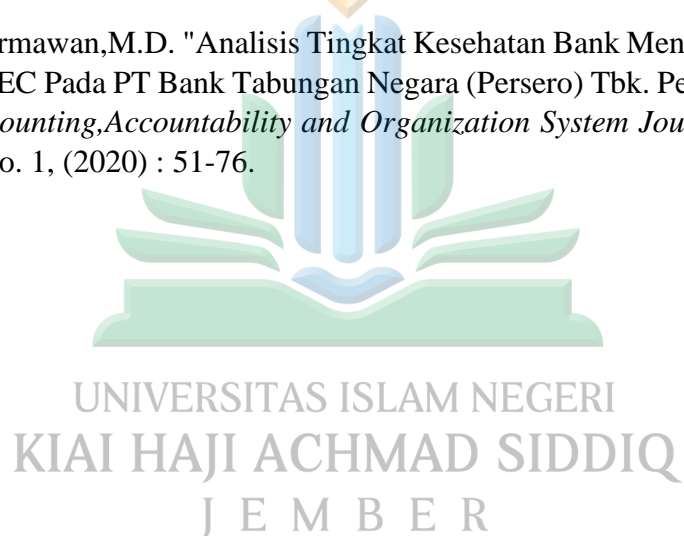 rmawan,M.D. "Analisis Tingkat Kesehatan Bank Men
EC Pada PT Bank Tabungan Negara (Persero) Tbk. Pe
ounting,Accountability and Organization System Jou
o. 1, (2020) : 51-76.
UNIVERSITAS ISLAM NEGERI
KIAI HAJI ACHMAD SIDDIQ
J E M B E R